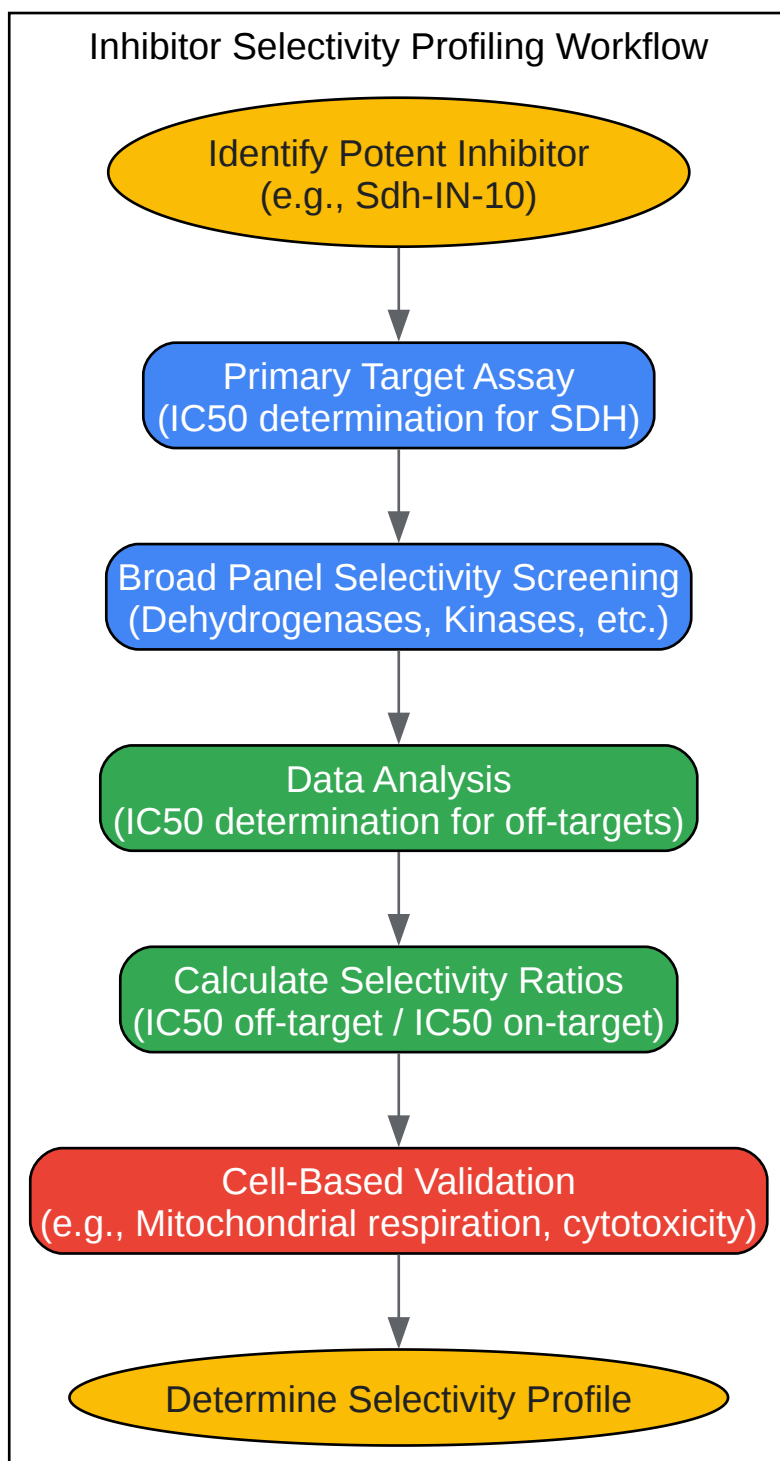 Inhibitor Selectivity Profiling Workflow
Identify Potent Inhibitor
(e.g., Sdh-IN-10)
Primary Target Assay
(IC50 determination for SDH)
Broad Panel Selectivity Screening
(Dehydrogenases, Kinases, etc.)
Data Analysis
(IC50 determination for off-targets)
Calculate Selectivity Ratios
(IC50 off-target / IC50 on-target)
Cell-Based Validation
(e.g., Mitochondrial respiration, cytotoxicity)
Determine Selectivity Profile